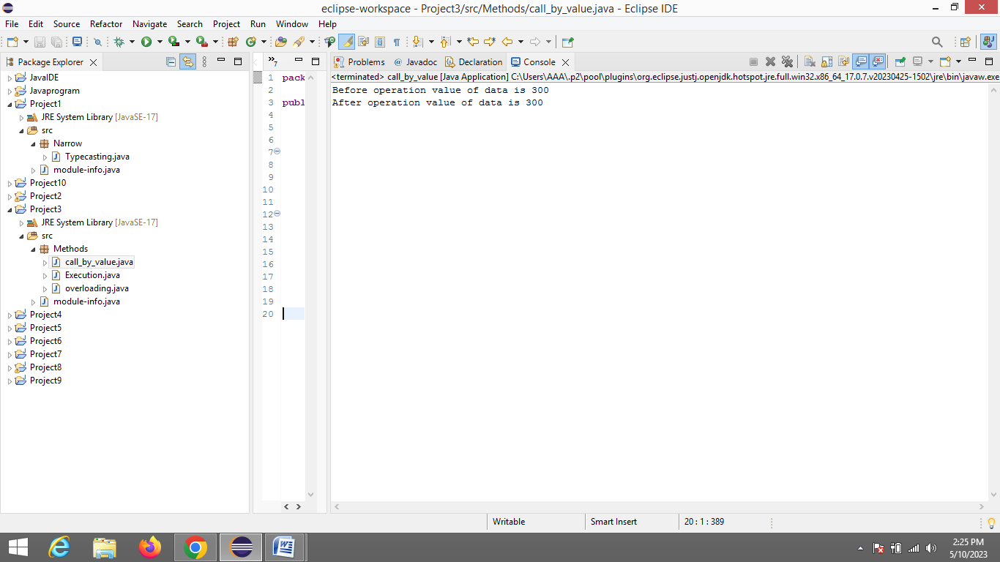 eclipse-workspace - Project3/src/Methods/call_by_value.java - Eclipse IDE
File Edit Source Refactor Navigate Search Project Run Window Help
Package Explorer
JavaIDE
Javaprogram
Project1
JRE System Library [JavaSE-17]
src
Narrow
Typecasting.java
module-info.java
Project10
Project2
Project3
JRE System Library [JavaSE-17]
src
Methods
call_by_value.java
Execution.java
overloading.java
module-info.java
Project4
Project5
Project6
Project7
Project8
Project9
»7
1 pack
2
3 publ
4
5
6
7
8
9
10
11
12
13
14
15
16
17
18
19
20
Problems @ Javadoc Declaration Console
<terminated> call_by_value [Java Application] C:\Users\AAA\.p2\pool\plugins\org.eclipse.justj.openjdk.hotspot.jre.full.win32.x86_64_17.0.7.v20230425-1502\jre\bin\javaw.exe
Before operation value of data is 300
After operation value of data is 300
Writable Smart Insert 20 : 1 : 389
2:25 PM
5/10/2023